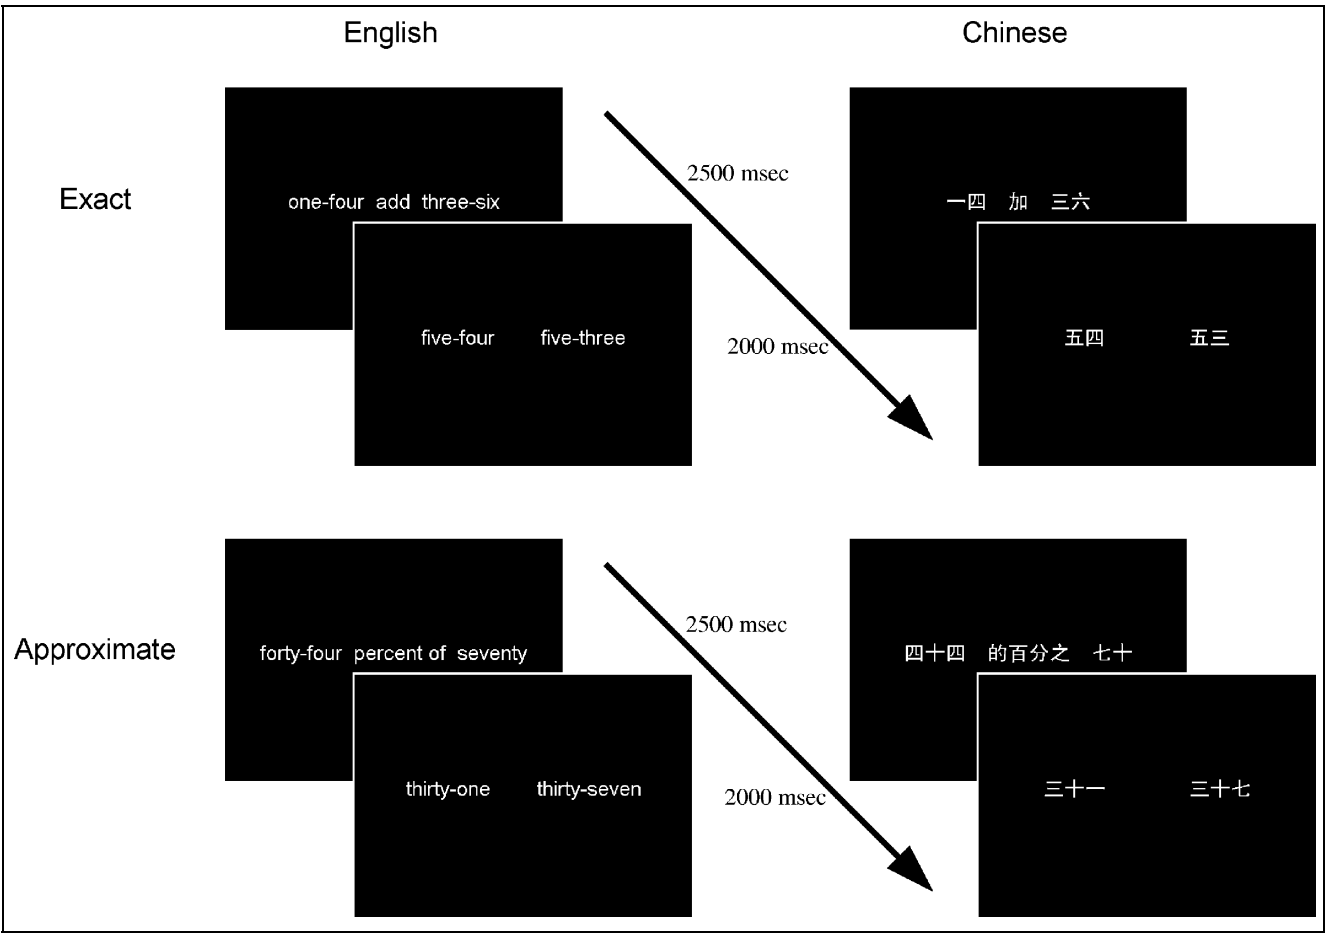 English
Chinese
Exact
one-four add three-six
five-four five-three
2500 msec
2000 msec
一四 加 三六
五四 五三
Approximate
forty-four percent of seventy
thirty-one thirty-seven
2500 msec
2000 msec
四十四 的百分之 七十
三十一 三十七